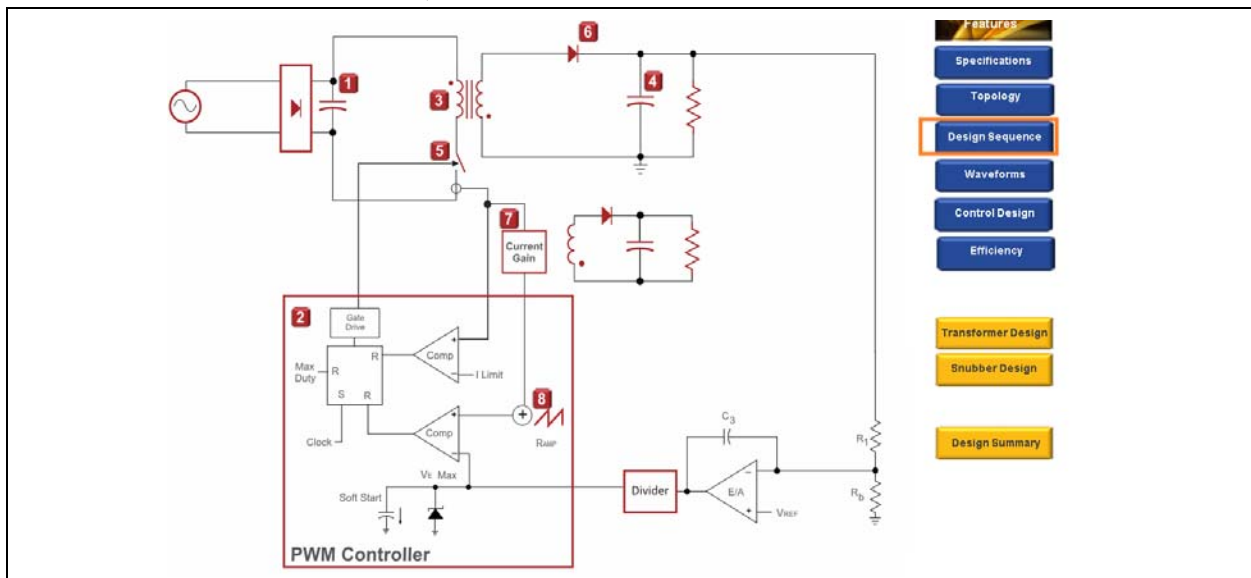 Features
Specifications
Topology
Design Sequence
Waveforms
Control Design
Efficiency
Transformer Design
Snubber Design
Design Summary
6
1
4
3
5
7
Current
Gain
2
Gate
Drive
R
Comp
+
−
I Limit
Max
Duty
R
S R
Clock
Comp
+
−
+
8
RAMP
VE Max
Soft Start
PWM Controller
Divider
C3
E/A
−
+
VREF
R1
Rb